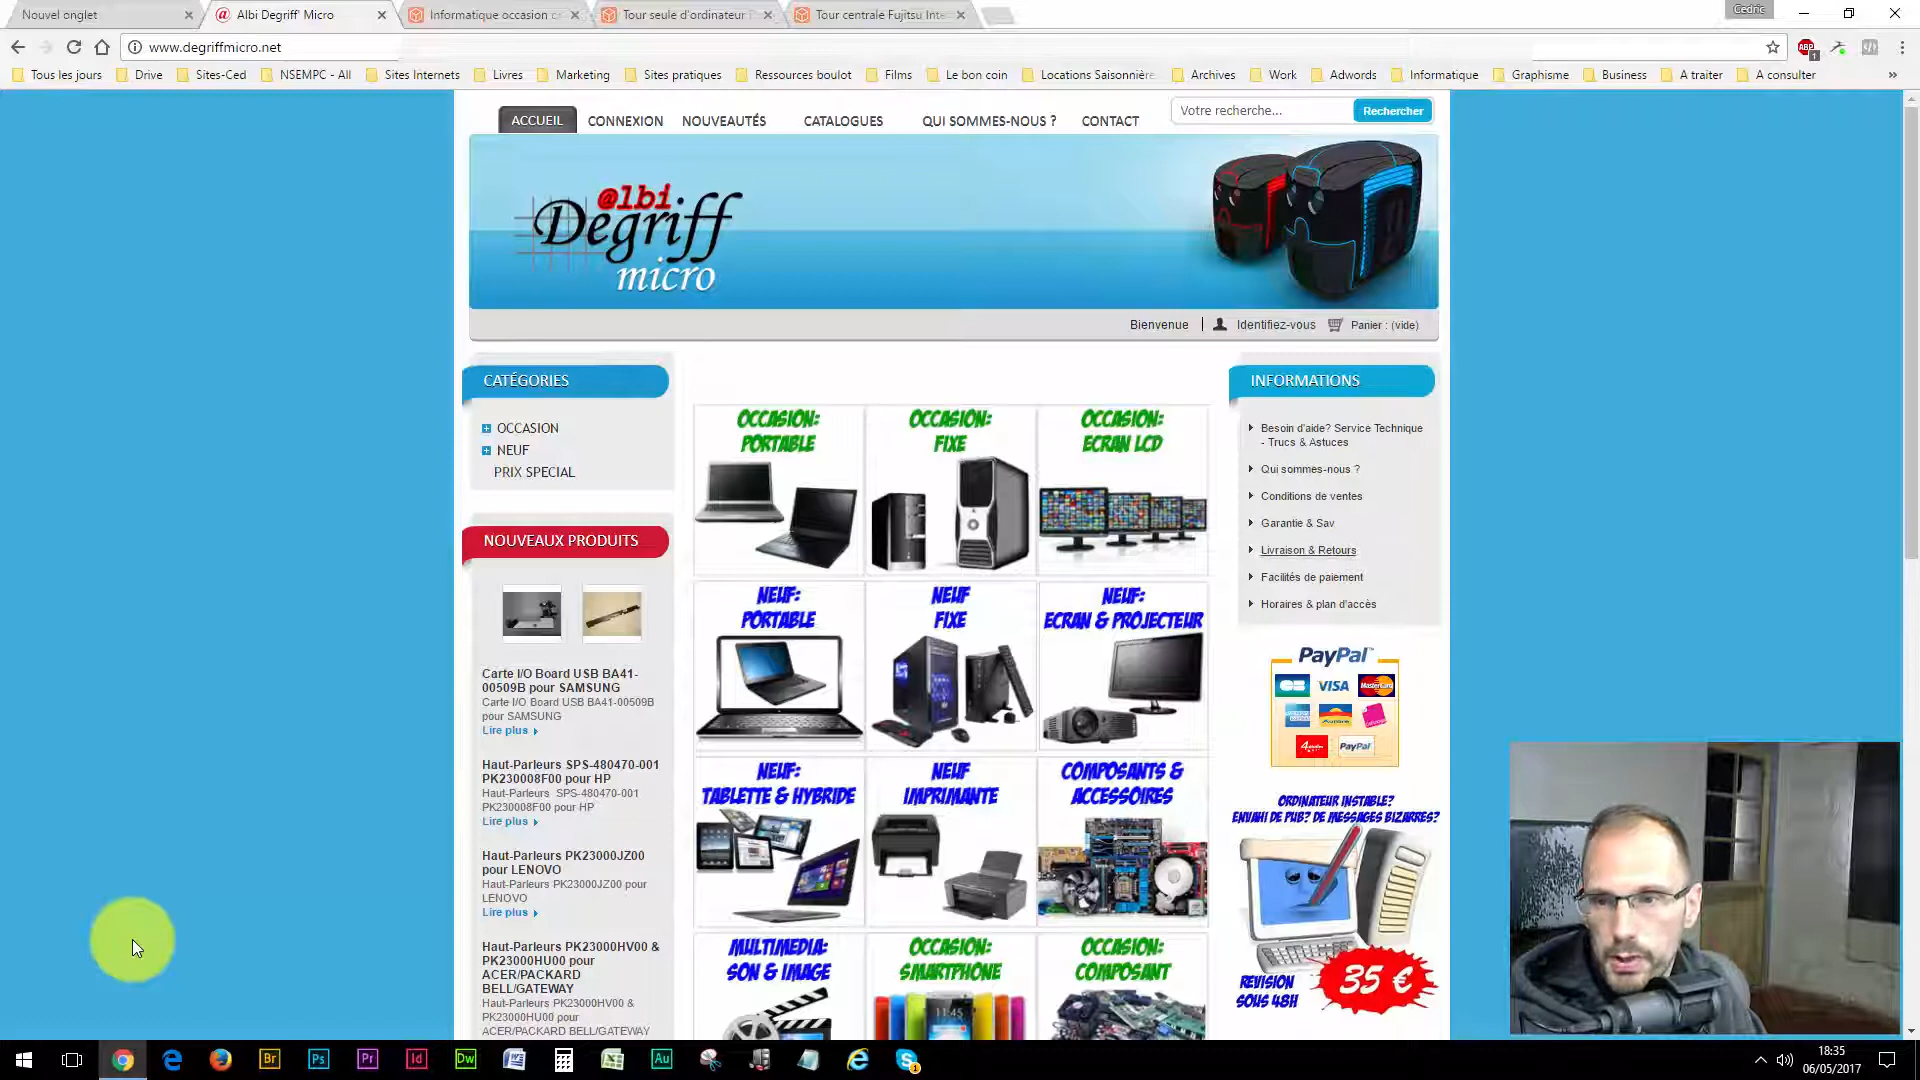 Nouvel onglet
Albi Degriff' Micro
Informatique occasion c
Tour seule d'ordinateur
Tour centrale Fujitsu Inte
Cedric
www.degriffmicro.net
Tous les jours
Drive
Sites-Ced
NSEMPC - All
Sites Internets
Livres
Marketing
Sites pratiques
Ressources boulot
Films
Le bon coin
Locations Saisonnière
Archives
Work
Adwords
Informatique
Graphisme
Business
A traiter
A consulter
ACCUEIL
CONNEXION
NOUVEAUTÉS
CATALOGUES
QUI SOMMES-NOUS ?
CONTACT
Votre recherche...
Rechercher
@lbi
Degriff
micro
Bienvenue
Identifiez-vous
Panier : (vide)
CATÉGORIES
OCCASION
NEUF
PRIX SPECIAL
NOUVEAUX PRODUITS
Carte I/O Board USB BA41-
00509B pour SAMSUNG
Carte I/O Board USB BA41-00509B
pour SAMSUNG
Lire plus
Haut-Parleurs SPS-480470-001
PK230008F00 pour HP
Haut-Parleurs SPS-480470-001
PK230008F00 pour HP
Lire plus
Haut-Parleurs PK23000JZ00
pour LENOVO
Haut-Parleurs PK23000JZ00 pour
LENOVO
Lire plus
Haut-Parleurs PK23000HV00 &
PK23000HU00 pour
ACER/PACKARD
BELL/GATEWAY
Haut-Parleurs PK23000HV00 &
PK23000HU00 pour
ACER/PACKARD BELL/GATEWAY
OCCASION:
PORTABLE
OCCASION:
FIXE
OCCASION:
ECRAN LCD
NEUF:
PORTABLE
NEUF
FIXE
NEUF:
ECRAN & PROJECTEUR
NEUF:
TABLETTE & HYBRIDE
NEUF
IMPRIMANTE
COMPOSANTS &
ACCESSOIRES
MULTIMEDIA:
SON & IMAGE
OCCASION:
SMARTPHONE
11:45
OCCASION:
COMPOSANT
INFORMATIONS
Besoin d'aide? Service Technique
- Trucs & Astuces
Qui sommes-nous ?
Conditions de ventes
Garantie & Sav
Livraison & Retours
Facilités de paiement
Horaires & plan d'accès
PayPal
CB
VISA
MasterCard
PayPal
ORDINATEUR INSTABLE?
ENVAHI DE PUB? DE MESSAGES BIZARRES?
REVISION
SOUS 48H
35 €
18:35
06/05/2017